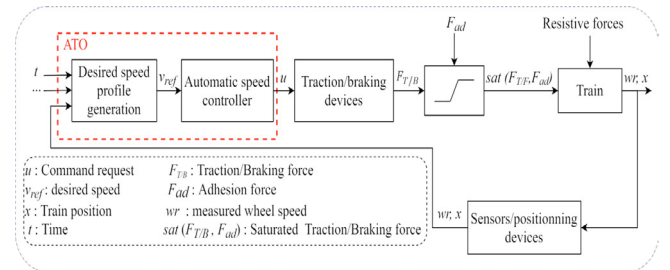 ATO
F_ad
Resistive forces
t
...
Desired speed
profile
generation
v_ref
Automatic speed
controller
u
Traction/braking
devices
F_T/B
sat (F_T/F, F_ad)
Train
wr, x
u : Command request
v_ref : desired speed
x : Train position
t : Time
F_T/B : Traction/Braking force
F_ad : Adhesion force
wr : measured wheel speed
sat (F_T/B , F_ad) : Saturated Traction/Braking force
wr, x
Sensors/positionning
devices